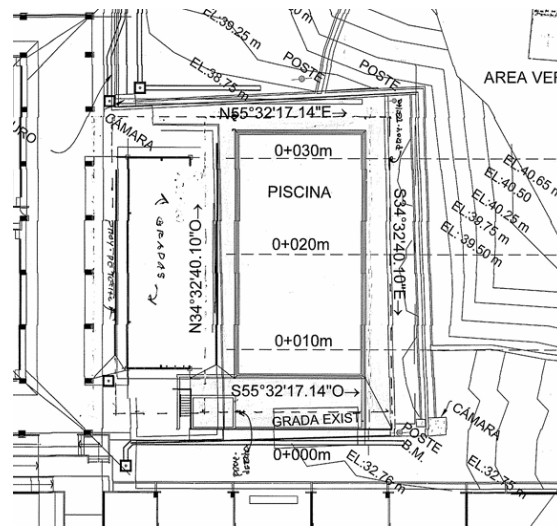 EL:39.25 m
EL:38.75 m
POSTE
POSTE
AREA VER
CÁMARA
N55°32'17.14"E→
0+030m
PISCINA
GRADAS
N34°32'40.10"O→
S34°32'40.10"E→
0+020m
0+010m
EL:40.65 m
EL:40.50
EL:40.25 m
EL:39.75 m
EL:39.50 m
S55°32'17.14"O→
GRADA EXIST
CÁMARA
POSTE
B.M.
0+000m
EL:32.76 m
EL:32.75 m